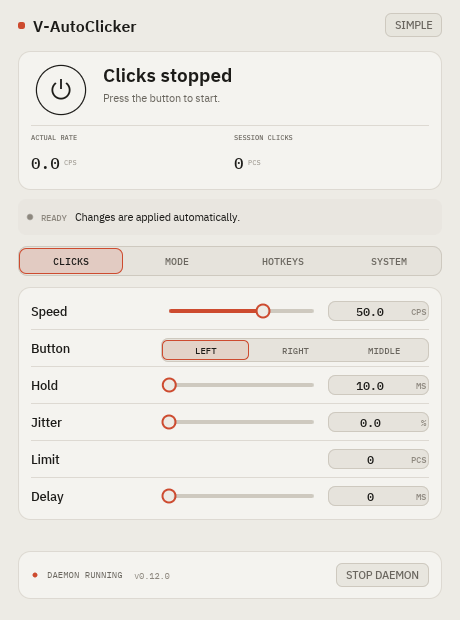 V-AutoClicker
SIMPLE
Clicks stopped
Press the button to start.
ACTUAL RATE
SESSION CLICKS
0.0 CPS
0 PCS
READY Changes are applied automatically.
CLICKS MODE HOTKEYS SYSTEM
Speed 50.0 CPS
Button LEFT RIGHT MIDDLE
Hold 10.0 MS
Jitter 0.0 %
Limit 0 PCS
Delay 0 MS
DAEMON RUNNING v0.12.0 STOP DAEMON